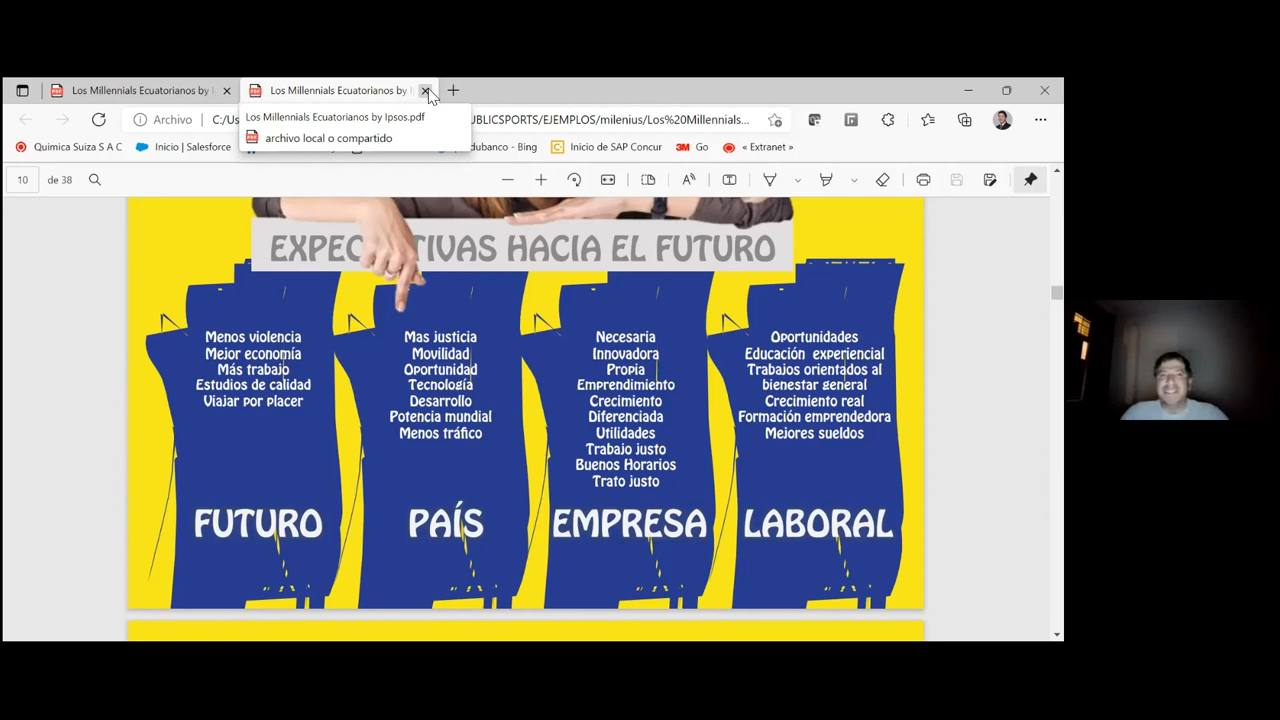 Los Millennials Ecuatorianos by
Los Millennials Ecuatorianos by
Archivo
C:/Us
UBLICSPORTS/EJEMPLOS/milenius/Los%20Millennials...
Los Millennials Ecuatorianos by Ipsos.pdf
archivo local o compartido
Quimica Suiza S A C
Inicio | Salesforce
dubanco - Bing
Inicio de SAP Concur
3M
Go
« Extranet »
10
de 38
EXPEC
TIVAS HACIA EL FUTURO
Menos violencia
Mejor economía
Más trabajo
Estudios de calidad
Viajar por placer
FUTURO
Mas justicia
Movilidad
Oportunidad
Tecnología
Desarrollo
Potencia mundial
Menos tráfico
PAÍS
Necesaria
Innovadora
Propia
Emprendimiento
Crecimiento
Diferenciada
Utilidades
Trabajo justo
Buenos Horarios
Trato justo
EMPRESA
Oportunidades
Educación experiencial
Trabajos orientados al
bienestar general
Crecimiento real
Formación emprendedora
Mejores sueldos
LABORAL